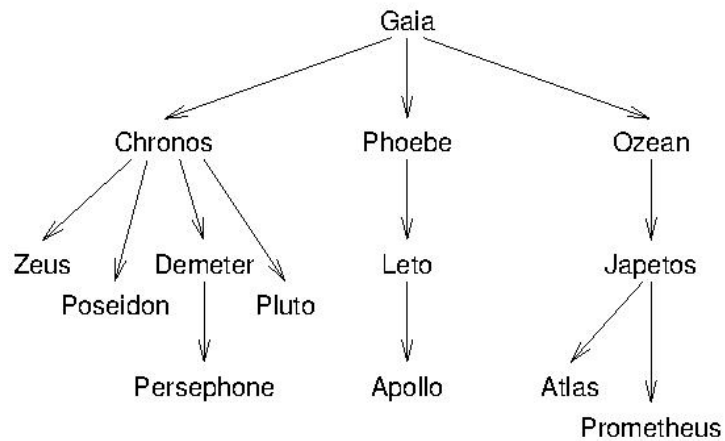 Gaia
Chronos Phoebe Ozean
Zeus Demeter Leto Japetos
Poseidon Pluto
Persephone Apollo Atlas
Prometheus